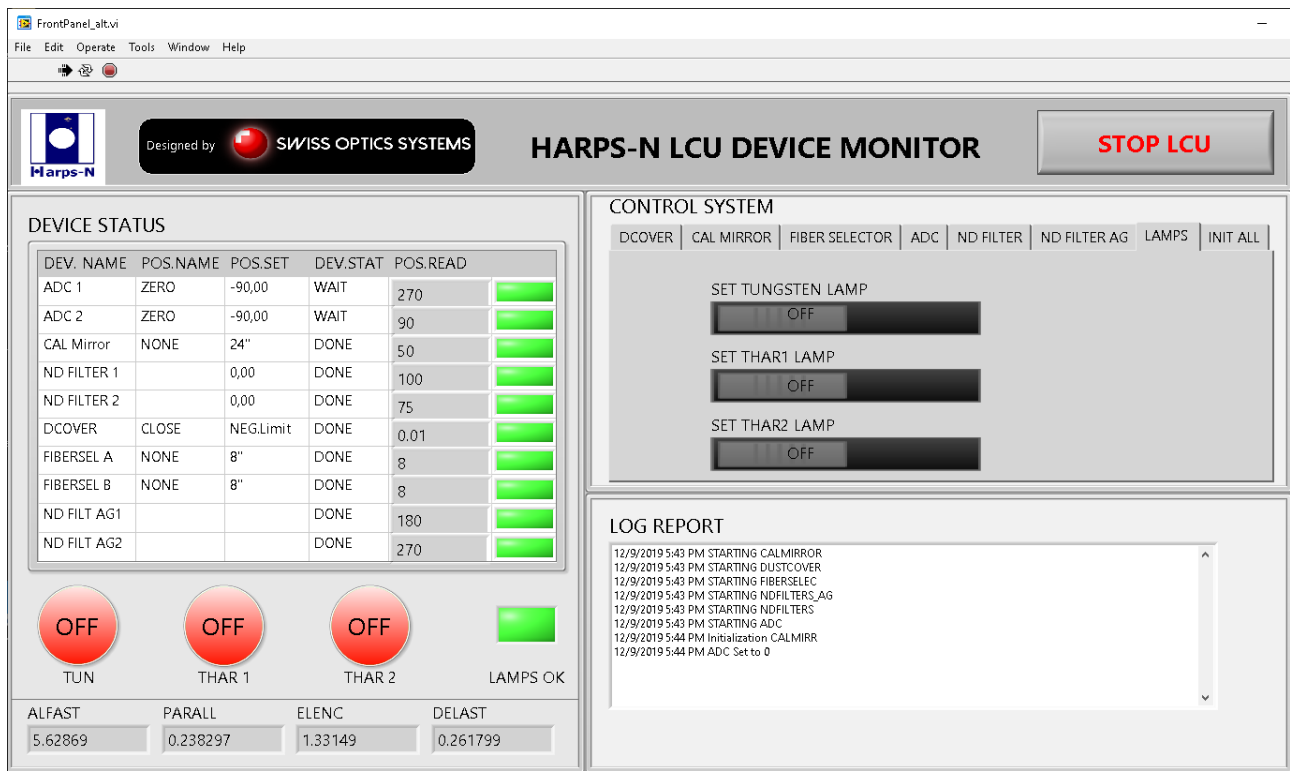 FrontPanel_alt.vi
File Edit Operate Tools Window Help
Harps-N
Designed by SWISS OPTICS SYSTEMS
HARPS-N LCU DEVICE MONITOR
STOP LCU
DEVICE STATUS
DEV. NAME POS.NAME POS.SET DEV.STAT POS.READ
ADC 1 ZERO -90,00 WAIT 270
ADC 2 ZERO -90,00 WAIT 90
CAL Mirror NONE 24" DONE 50
ND FILTER 1 0,00 DONE 100
ND FILTER 2 0,00 DONE 75
DCOVER CLOSE NEG.Limit DONE 0.01
FIBERSEL A NONE 8" DONE 8
FIBERSEL B NONE 8" DONE 8
ND FILT AG1 DONE 180
ND FILT AG2 DONE 270
OFF OFF OFF
TUN THAR 1 THAR 2 LAMPS OK
ALFAST PARALL ELENC DELAST
5.62869 0.238297 1.33149 0.261799
CONTROL SYSTEM
DCOVER CAL MIRROR FIBER SELECTOR ADC ND FILTER ND FILTER AG LAMPS INIT ALL
SET TUNGSTEN LAMP
OFF
SET THAR1 LAMP
OFF
SET THAR2 LAMP
OFF
LOG REPORT
12/9/2019 5:43 PM STARTING CALMIRROR
12/9/2019 5:43 PM STARTING DUSTCOVER
12/9/2019 5:43 PM STARTING FIBERSELEC
12/9/2019 5:43 PM STARTING NDFILTERS_AG
12/9/2019 5:43 PM STARTING NDFILTERS
12/9/2019 5:43 PM STARTING ADC
12/9/2019 5:44 PM Initialization CALMIRR
12/9/2019 5:44 PM ADC Set to 0